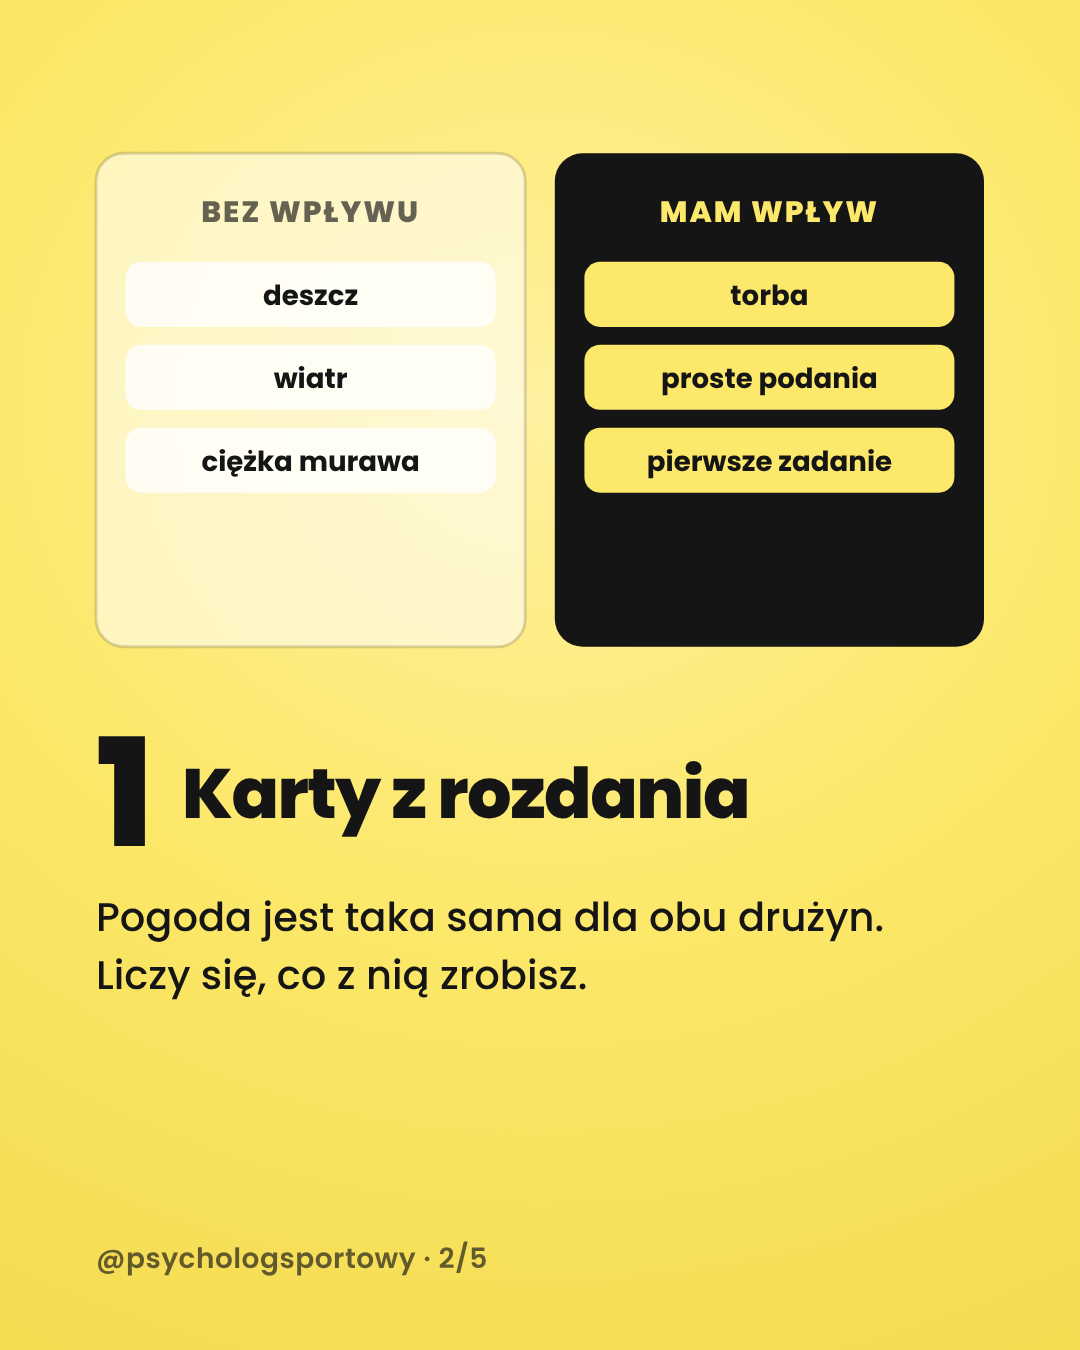 BEZ WPŁYWU
deszcz
wiatr
ciężka murawa
MAM WPŁYW
torba
proste podania
pierwsze zadanie
1 Karty z rozdania
Pogoda jest taka sama dla obu drużyn.
Liczy się, co z nią zrobisz.
@psychologsportowy · 2/5